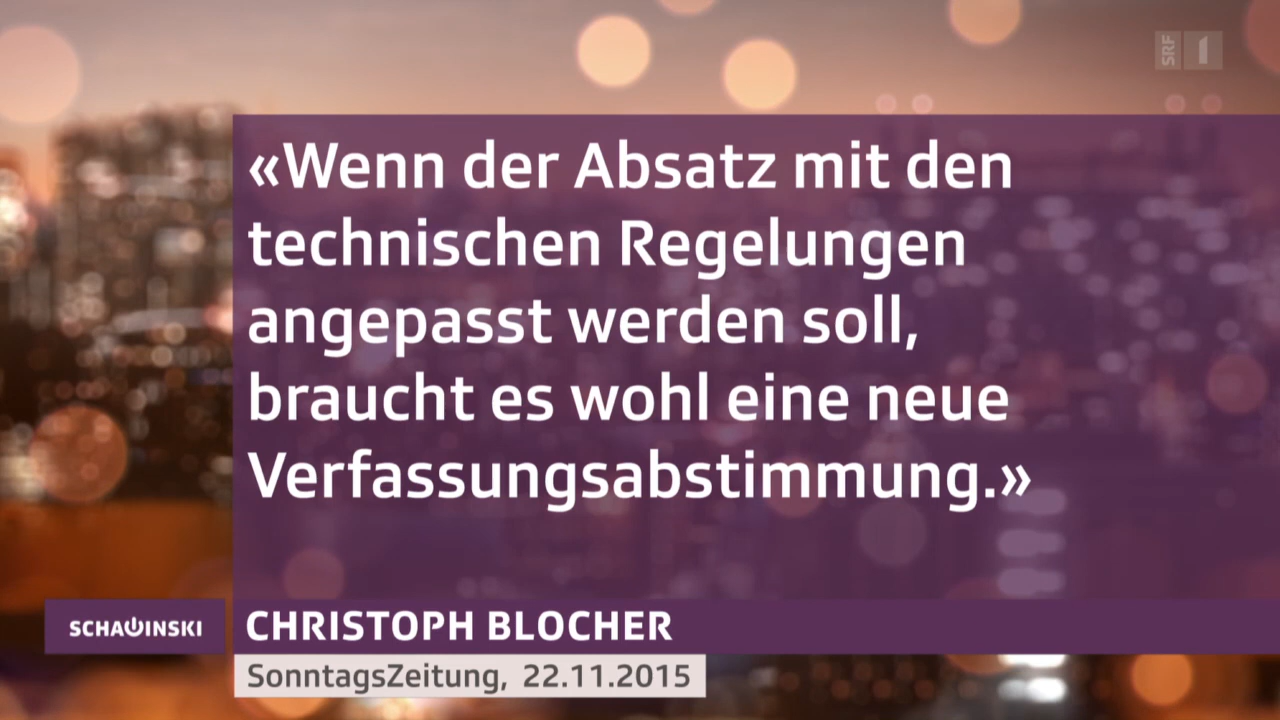 SRF 1
«Wenn der Absatz mit den
technischen Regelungen
angepasst werden soll,
braucht es wohl eine neue
Verfassungsabstimmung.»
SCHAWINSKI
CHRISTOPH BLOCHER
SonntagsZeitung, 22.11.2015